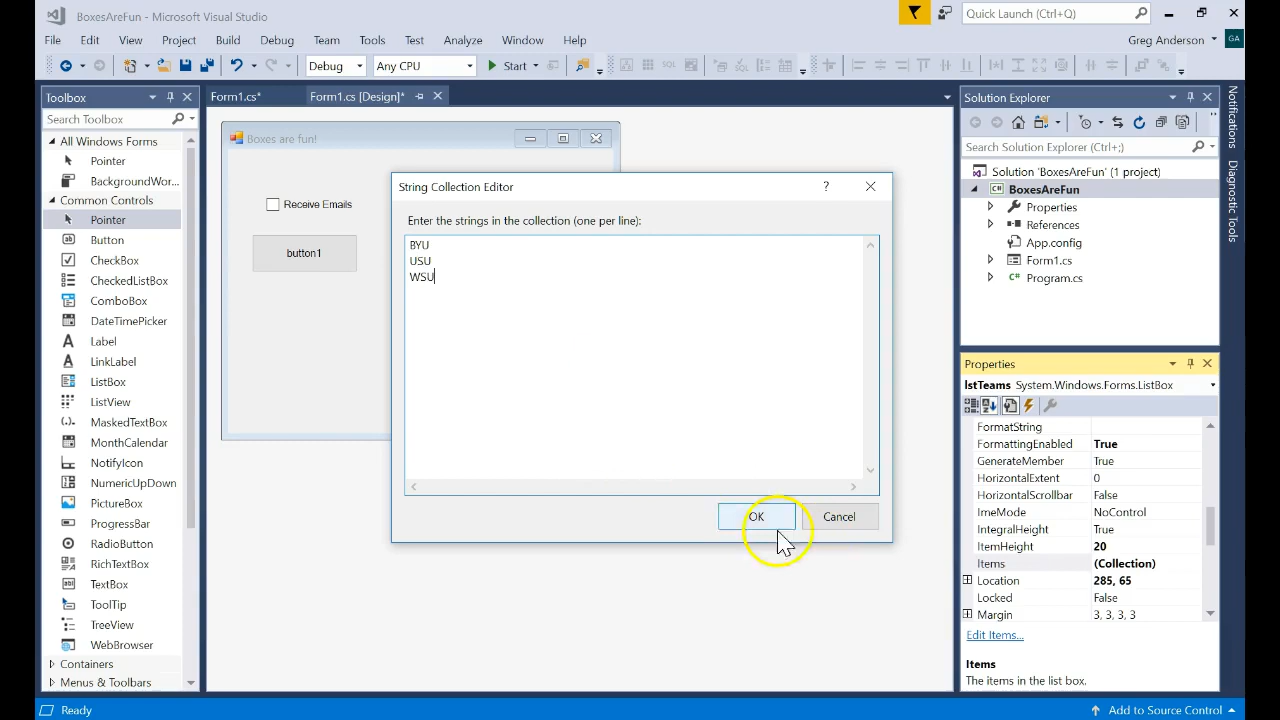 BoxesAreFun - Microsoft Visual Studio
Quick Launch (Ctrl+Q)
File Edit View Project Build Debug Team Tools Test Analyze Window Help
Greg Anderson GA
Debug Any CPU Start
Toolbox
Search Toolbox
All Windows Forms
Pointer
BackgroundWor...
Common Controls
Pointer
Button
CheckBox
CheckedListBox
ComboBox
DateTimePicker
Label
LinkLabel
ListBox
ListView
MaskedTextBox
MonthCalendar
NotifyIcon
NumericUpDown
PictureBox
ProgressBar
RadioButton
RichTextBox
TextBox
ToolTip
TreeView
WebBrowser
Containers
Menus & Toolbars
Form1.cs* Form1.cs [Design]*
Boxes are fun!
Receive Emails
button1
String Collection Editor ?
Enter the strings in the collection (one per line):
BYU
USU
WSU
OK Cancel
Solution Explorer
Search Solution Explorer (Ctrl+;)
Solution 'BoxesAreFun' (1 project)
BoxesAreFun
Properties
References
App.config
Form1.cs
Program.cs
Properties
lstTeams System.Windows.Forms.ListBox
FormatString
FormattingEnabled True
GenerateMember True
HorizontalExtent 0
HorizontalScrollbar False
ImeMode NoControl
IntegralHeight True
ItemHeight 20
Items (Collection)
Location 285, 65
Locked False
Margin 3, 3, 3, 3
Edit Items...
Items
The items in the list box.
Notifications
Diagnostic Tools
Ready
Add to Source Control